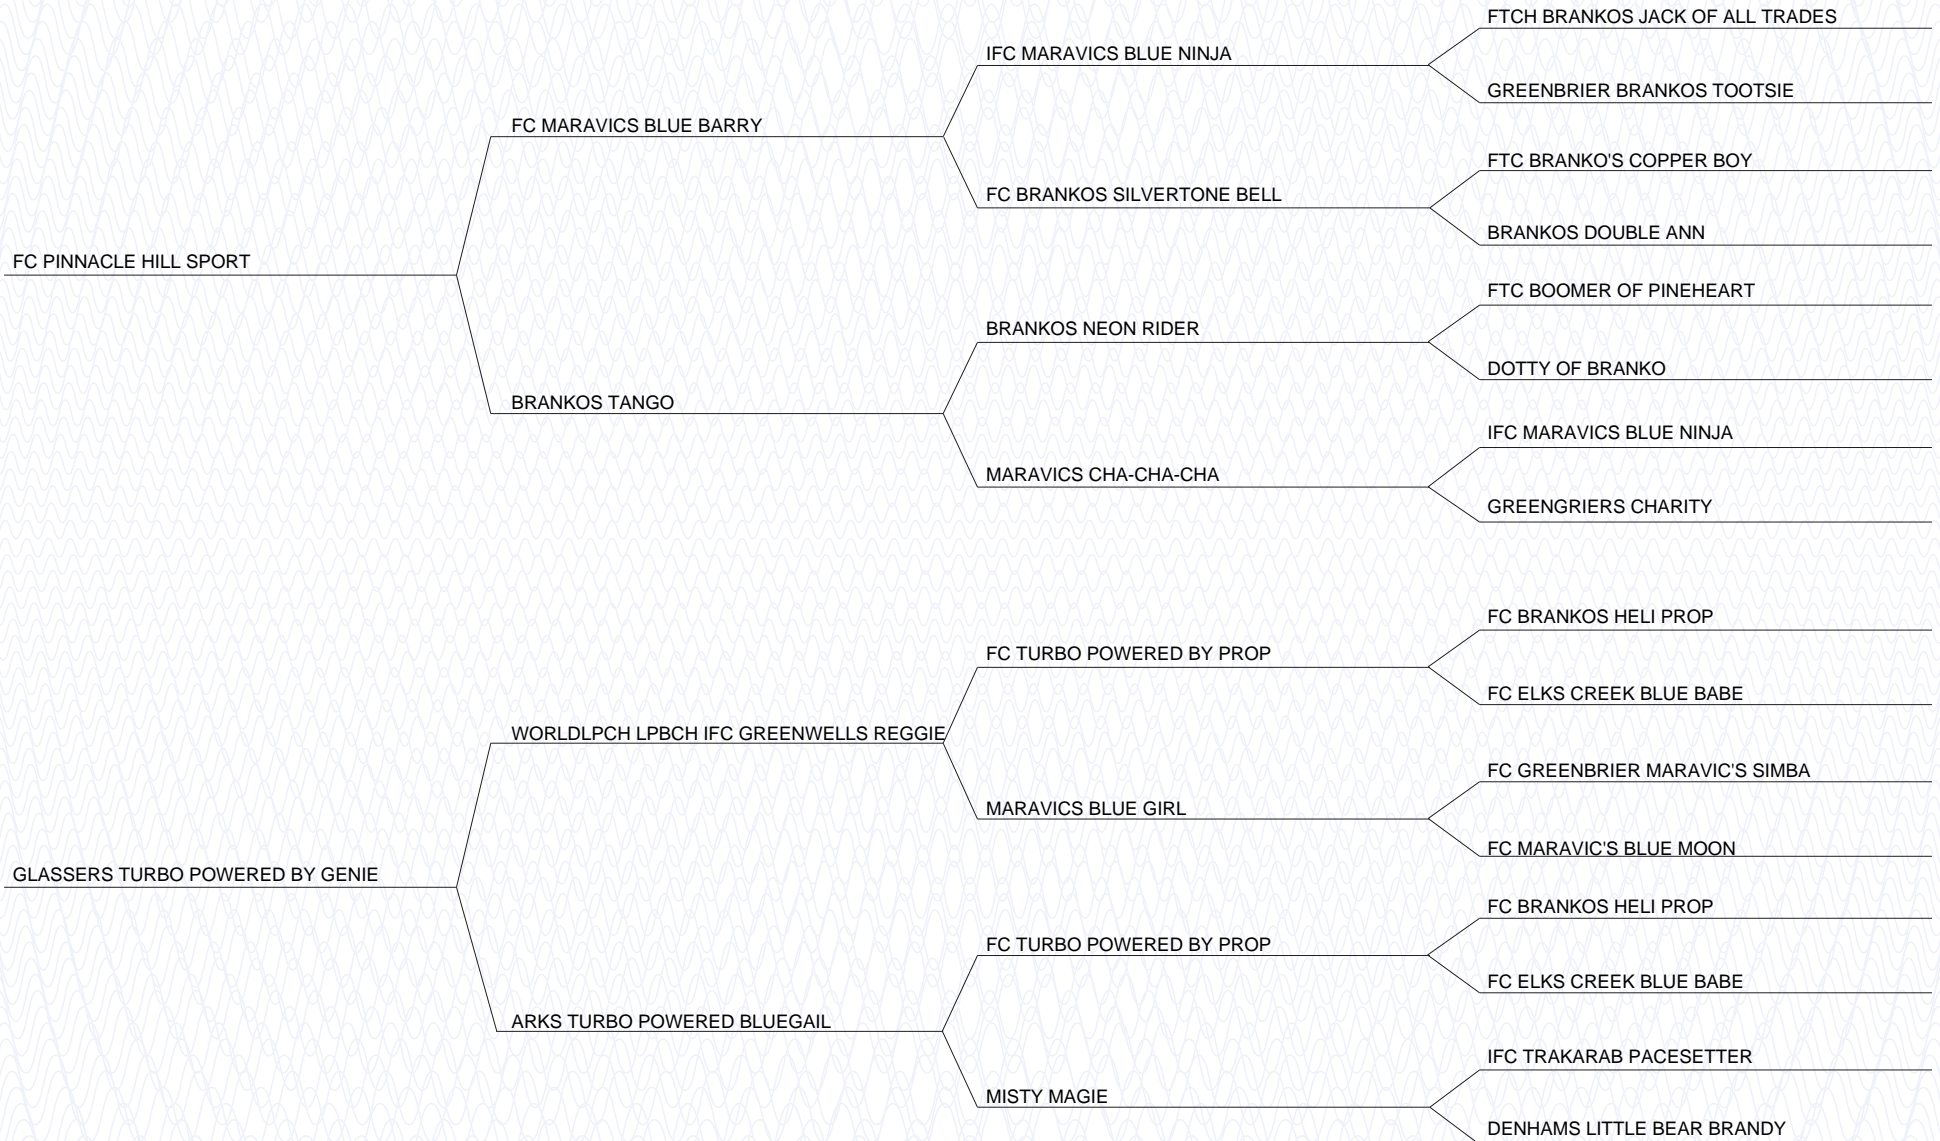 FTCH BRANKOS JACK OF ALL TRADES
IFC MARAVICS BLUE NINJA
GREENBRIER BRANKOS TOOTSIE
FC MARAVICS BLUE BARRY
FTC BRANKO'S COPPER BOY
FC BRANKOS SILVERTONE BELL
BRANKOS DOUBLE ANN
FC PINNACLE HILL SPORT
FTC BOOMER OF PINEHEART
BRANKOS NEON RIDER
DOTTY OF BRANKO
BRANKOS TANGO
IFC MARAVICS BLUE NINJA
MARAVICS CHA-CHA-CHA
GREENGRIERS CHARITY
FC BRANKOS HELI PROP
FC TURBO POWERED BY PROP
FC ELKS CREEK BLUE BABE
WORLDLPCH LPBCH IFC GREENWELLS REGGIE
FC GREENBRIER MARAVIC'S SIMBA
MARAVICS BLUE GIRL
FC MARAVIC'S BLUE MOON
GLASSERS TURBO POWERED BY GENIE
FC BRANKOS HELI PROP
FC TURBO POWERED BY PROP
FC ELKS CREEK BLUE BABE
ARKS TURBO POWERED BLUEGAIL
IFC TRAKARAB PACESETTER
MISTY MAGIE
DENHAMS LITTLE BEAR BRANDY